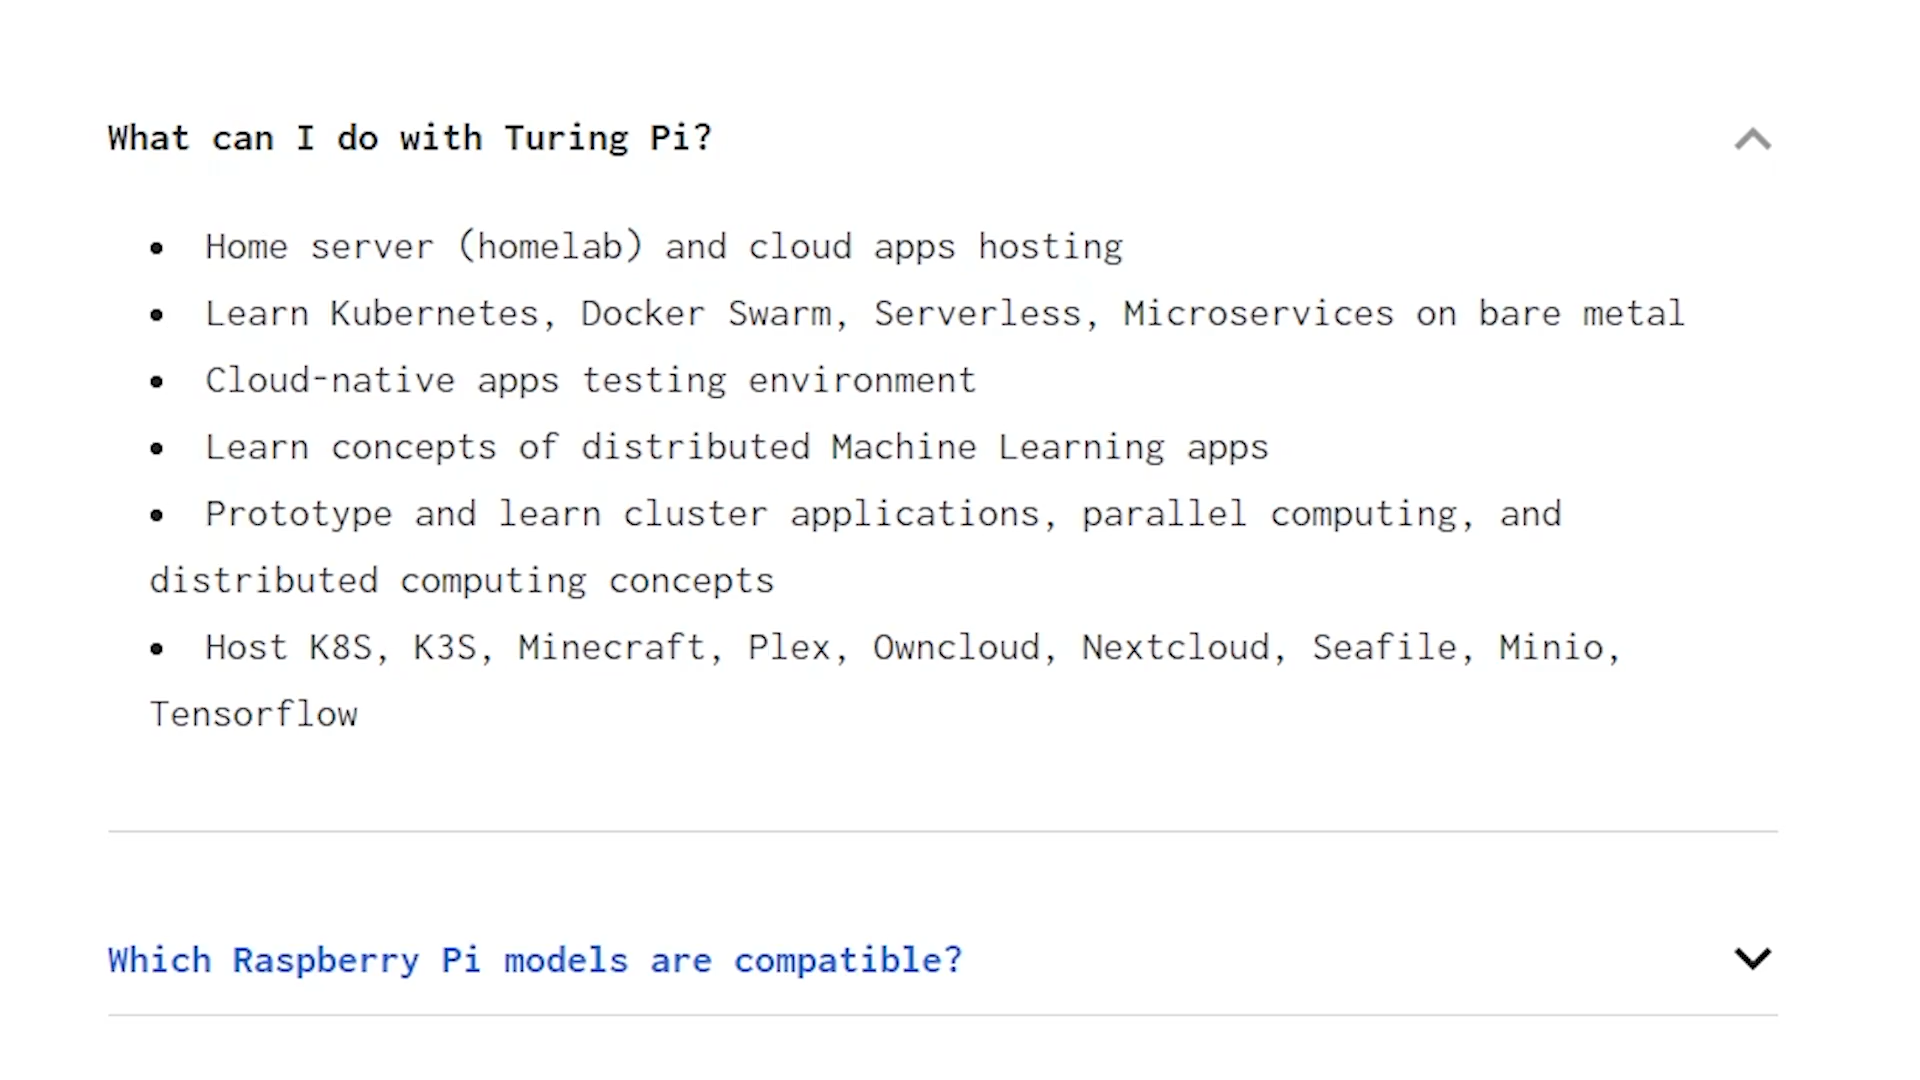 What can I do with Turing Pi?
• Home server (homelab) and cloud apps hosting
• Learn Kubernetes, Docker Swarm, Serverless, Microservices on bare metal
• Cloud-native apps testing environment
• Learn concepts of distributed Machine Learning apps
• Prototype and learn cluster applications, parallel computing, and
distributed computing concepts
• Host K8S, K3S, Minecraft, Plex, Owncloud, Nextcloud, Seafile, Minio,
Tensorflow
Which Raspberry Pi models are compatible?